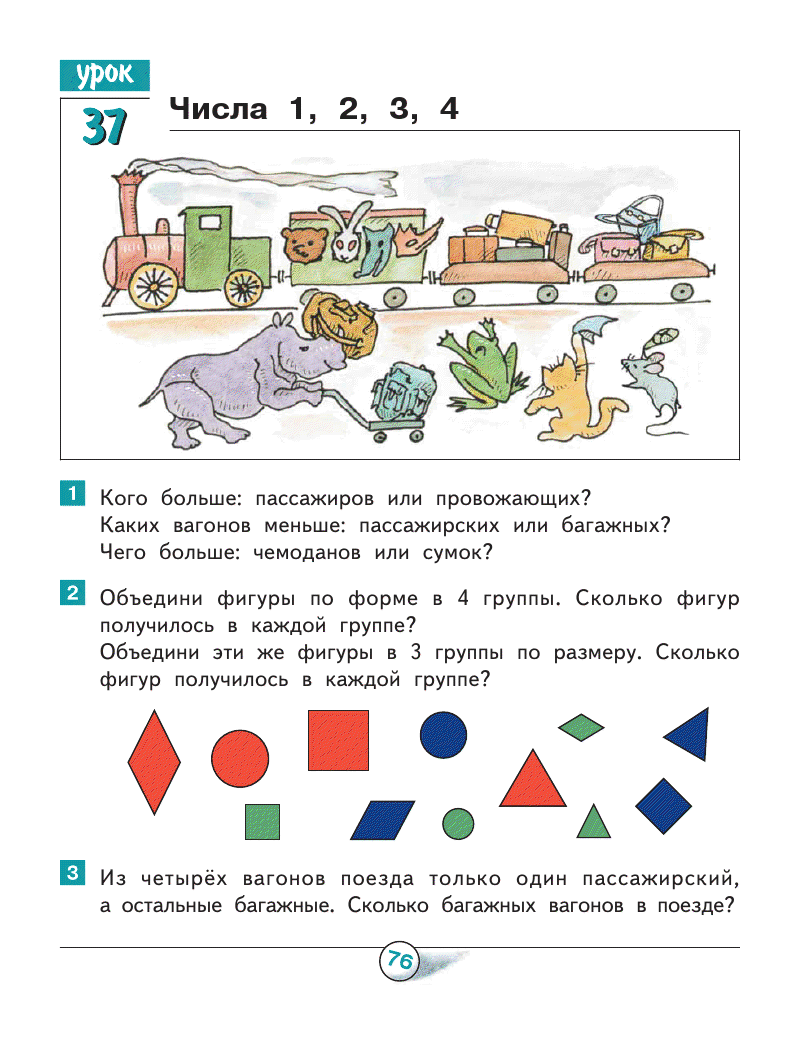 урок
37
Числа 1, 2, 3, 4
1 Кого больше: пассажиров или провожающих?
Каких вагонов меньше: пассажирских или багажных?
Чего больше: чемоданов или сумок?
2 Объедини фигуры по форме в 4 группы. Сколько фигур
получилось в каждой группе?
Объедини эти же фигуры в 3 группы по размеру. Сколько
фигур получилось в каждой группе?
3 Из четырёх вагонов поезда только один пассажирский,
а остальные багажные. Сколько багажных вагонов в поезде?
76